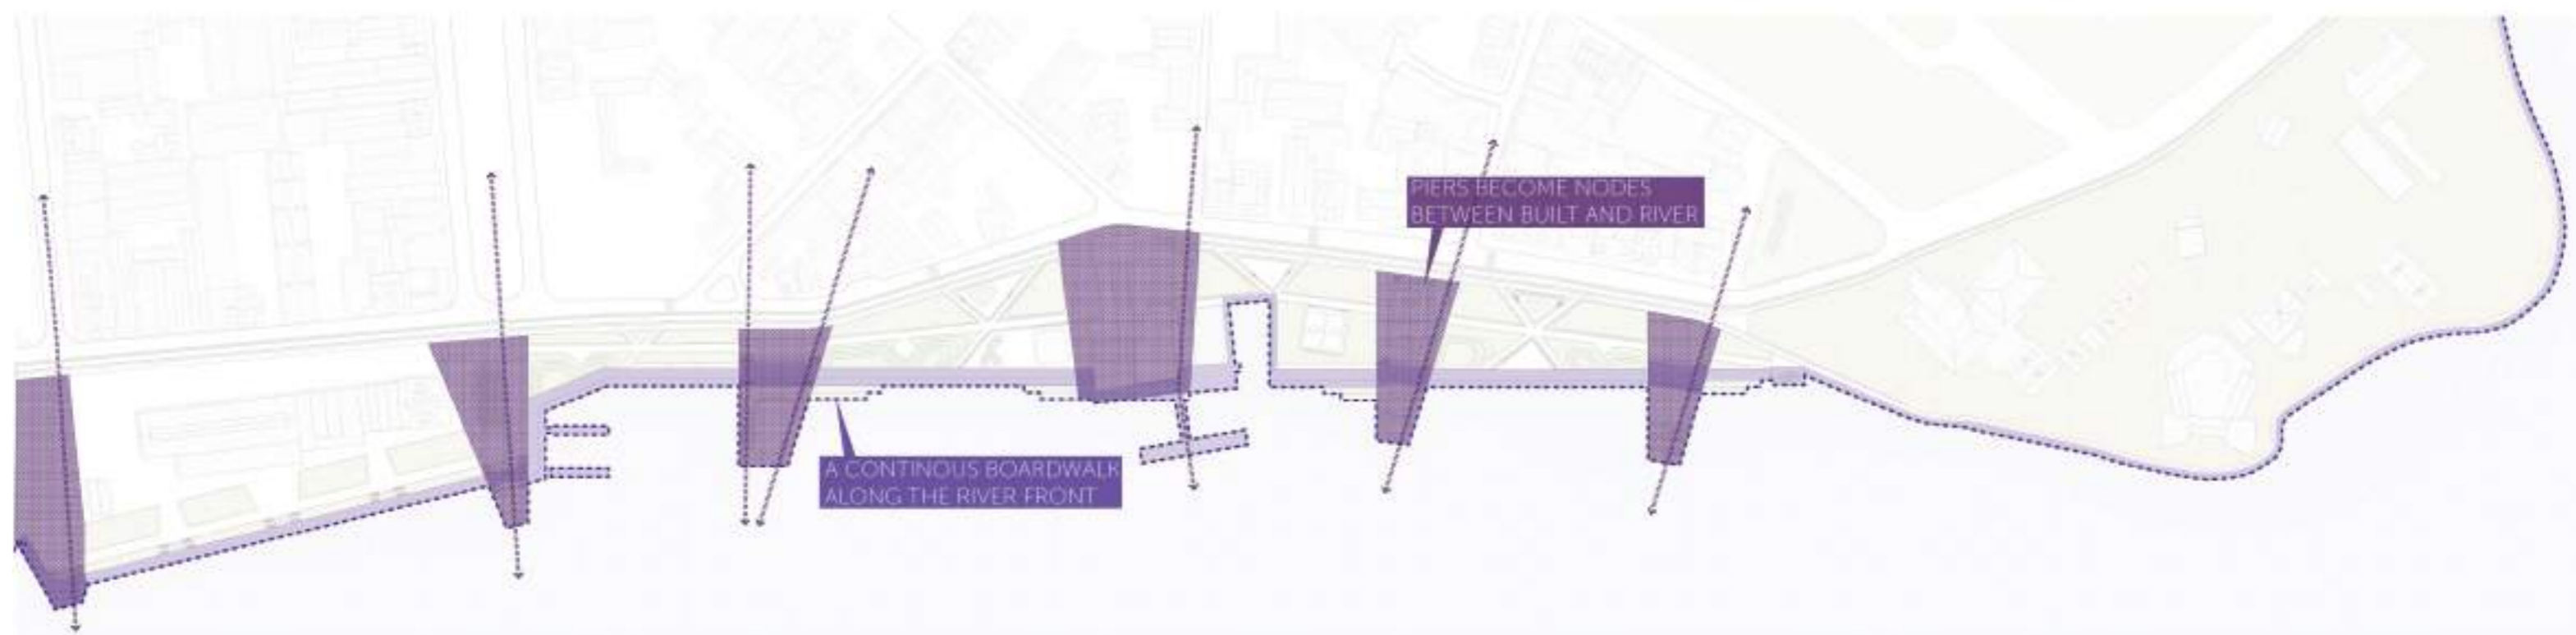 PIERS BECOME NODES
BETWEEN BUILT AND RIVER
A CONTINOUS BOARDWALK
ALONG THE RIVER FRONT